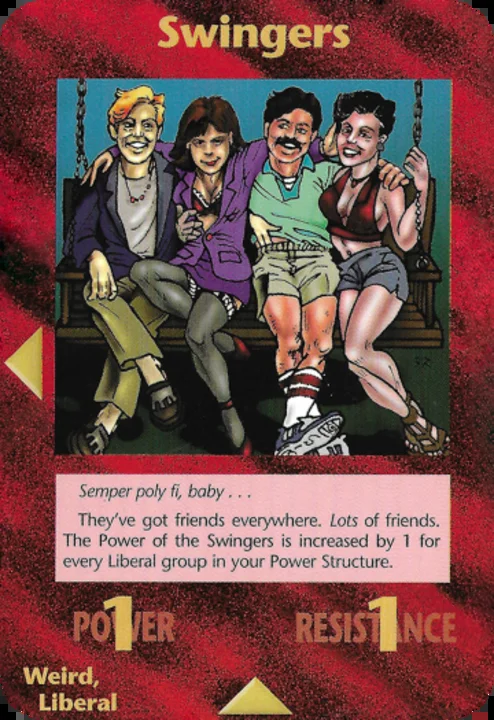 Swingers
Semper poly fi, baby . . .
They've got friends everywhere. Lots of friends.
The Power of the Swingers is increased by 1 for
every Liberal group in your Power Structure.
POWER 1
RESISTANCE 1
Weird,
Liberal